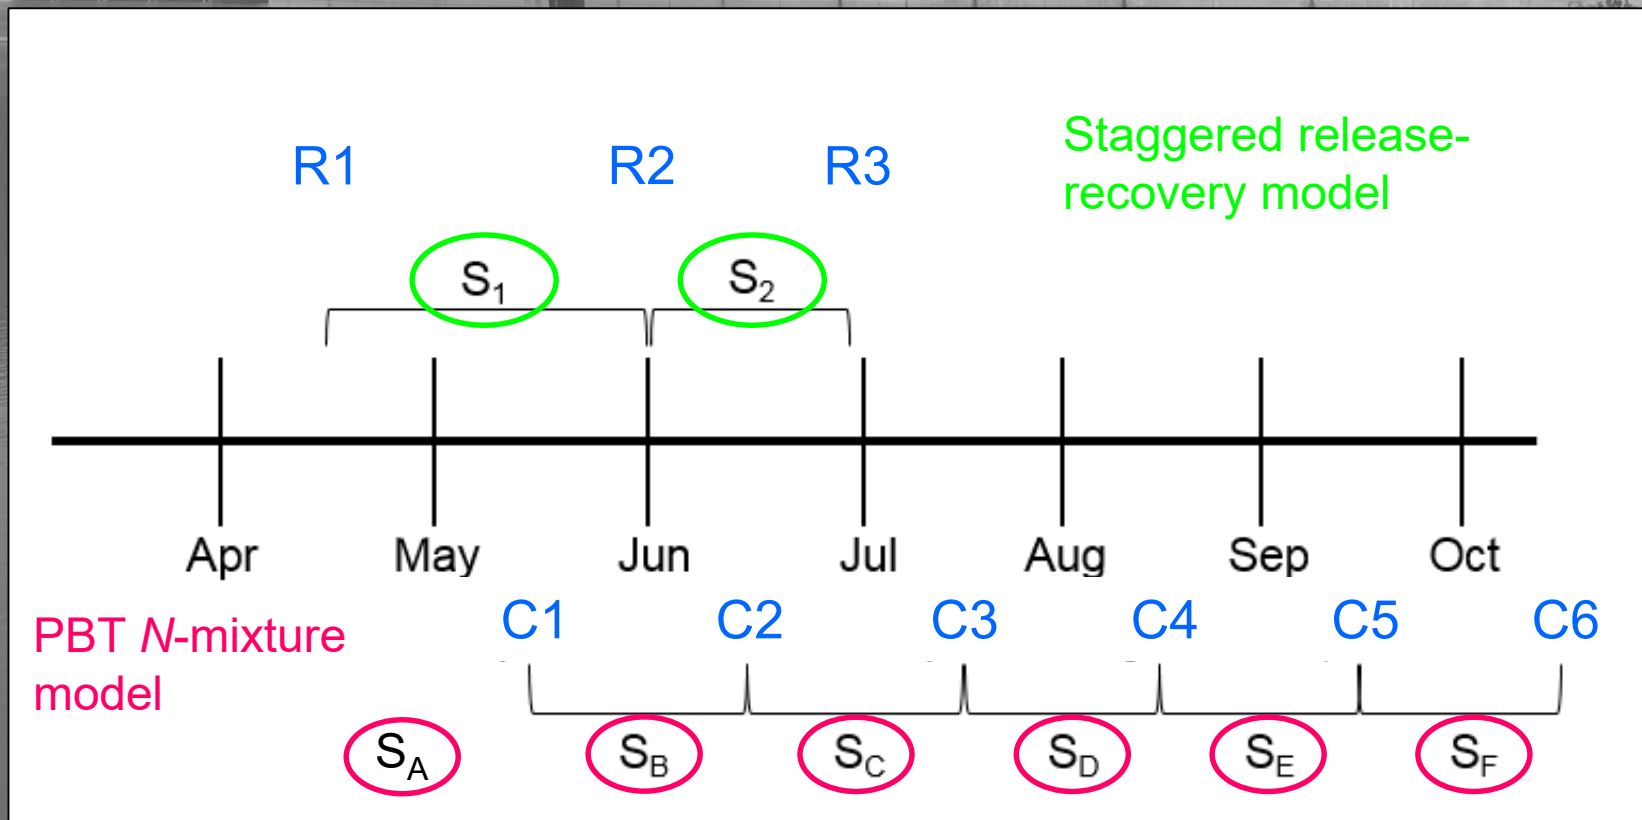 Staggered release-
recovery model
R1 R2 R3
S1 S2
Apr May Jun Jul Aug Sep Oct
C1 C2 C3 C4 C5 C6
PBT N-mixture
model
SA SB SC SD SE SF